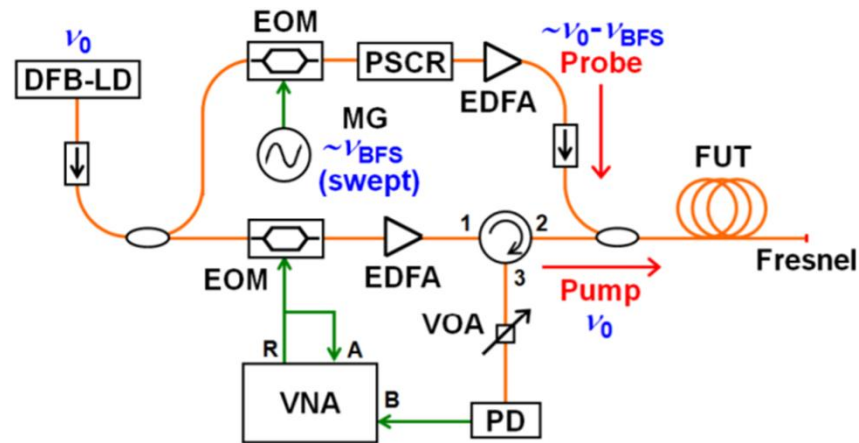 ν0
DFB-LD
EOM
PSCR
EDFA
~ν0-νBFS
Probe
MG
~νBFS
(swept)
FUT
EOM
EDFA
1
2
3
Fresnel
Pump
ν0
VOA
R
A
VNA
B
PD